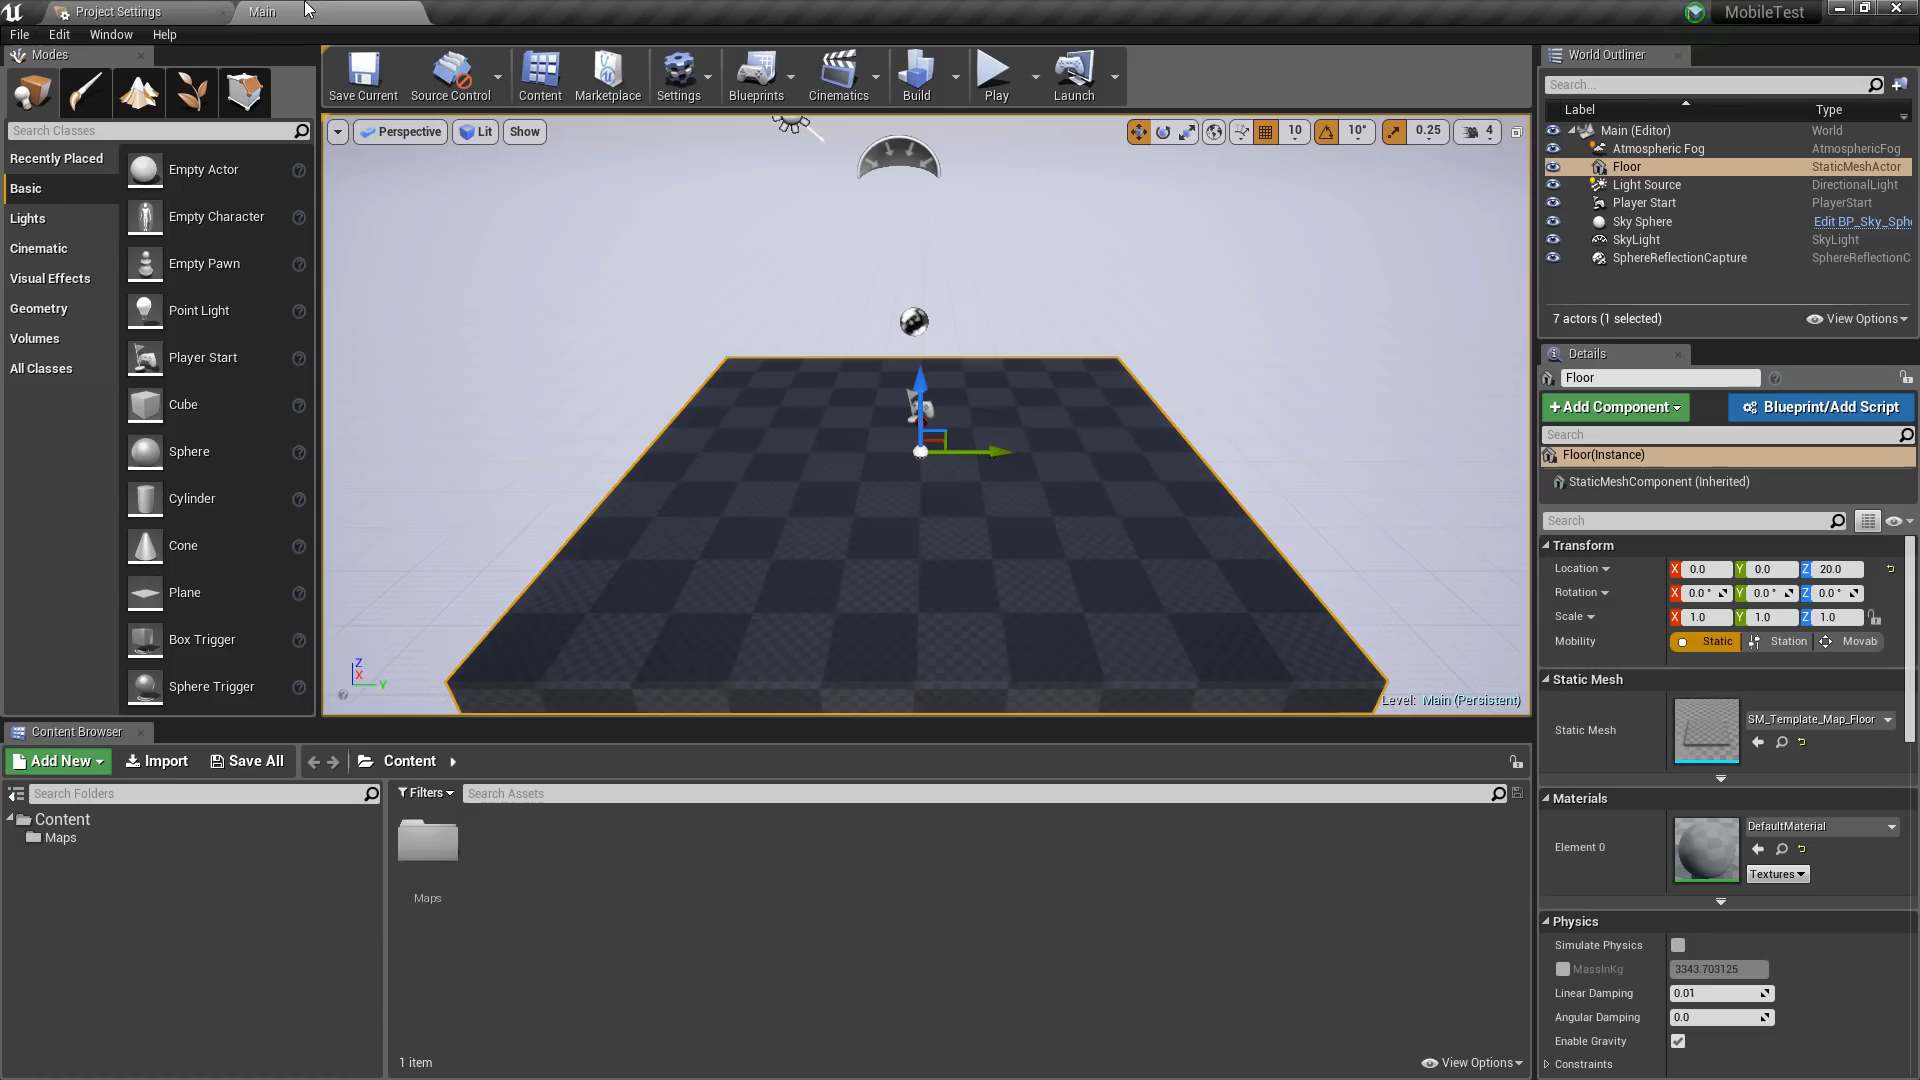 Project Settings
Main
MobileTest
File Edit Window Help
Modes
Search Classes
Recently Placed
Basic
Lights
Cinematic
Visual Effects
Geometry
Volumes
All Classes
Empty Actor
Empty Character
Empty Pawn
Point Light
Player Start
Cube
Sphere
Cylinder
Cone
Plane
Box Trigger
Sphere Trigger
Save Current
Source Control
Content
Marketplace
Settings
Blueprints
Cinematics
Build
Play
Launch
Perspective
Lit
Show
10
10°
0.25
4
Z
X
Y
Level: Main (Persistent)
World Outliner
Search...
Label Type
Main (Editor) World
Atmospheric Fog AtmosphericFog
Floor StaticMeshActor
Light Source DirectionalLight
Player Start PlayerStart
Sky Sphere Edit BP_Sky_Sph
SkyLight SkyLight
SphereReflectionCapture SphereReflectionC
7 actors (1 selected)
View Options
Details
Floor
+Add Component
Blueprint/Add Script
Search
Floor(Instance)
StaticMeshComponent (Inherited)
Search
Transform
Location X 0.0 Y 0.0 Z 20.0
Rotation X 0.0 ° Y 0.0 ° Z 0.0 °
Scale X 1.0 Y 1.0 Z 1.0
Mobility Static Station Movab
Static Mesh
Static Mesh
SM_Template_Map_Floor
Materials
Element 0
DefaultMaterial
Textures
Physics
Simulate Physics
MassInKg 3343.703125
Linear Damping 0.01
Angular Damping 0.0
Enable Gravity
Constraints
Content Browser
Add New
Import
Save All
Content
Search Folders
Content
Maps
Filters
Search Assets
Maps
1 item
View Options